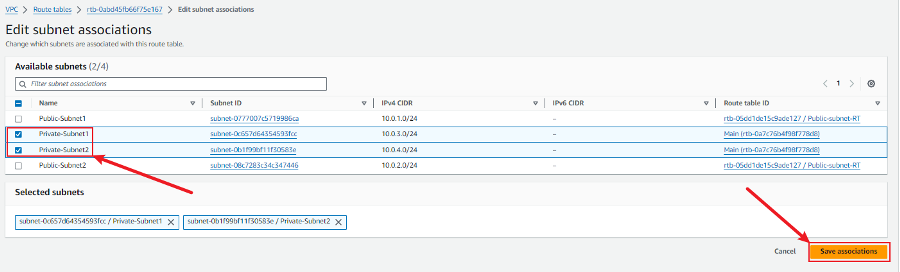 VPC > Route tables > rtb-0abd45fb66f75e167 > Edit subnet associations
Edit subnet associations
Change which subnets are associated with this route table.
Available subnets (2/4)
Filter subnet associations
1
Name Subnet ID IPv4 CIDR IPv6 CIDR Route table ID
Public-Subnet1 subnet-0777007c5719986ca 10.0.1.0/24 – rtb-05dd1de15c9ade127 / Public-subnet-RT
Private-Subnet1 subnet-0c657d64354593fcc 10.0.3.0/24 – Main (rtb-0a7c76b4f98f778d8)
Private-Subnet2 subnet-0b1f99bf11f30583e 10.0.4.0/24 – Main (rtb-0a7c76b4f98f778d8)
Public-Subnet2 subnet-08c7283c34c347446 10.0.2.0/24 – rtb-05dd1de15c9ade127 / Public-subnet-RT
Selected subnets
subnet-0c657d64354593fcc / Private-Subnet1 X subnet-0b1f99bf11f30583e / Private-Subnet2 X
Cancel Save associations